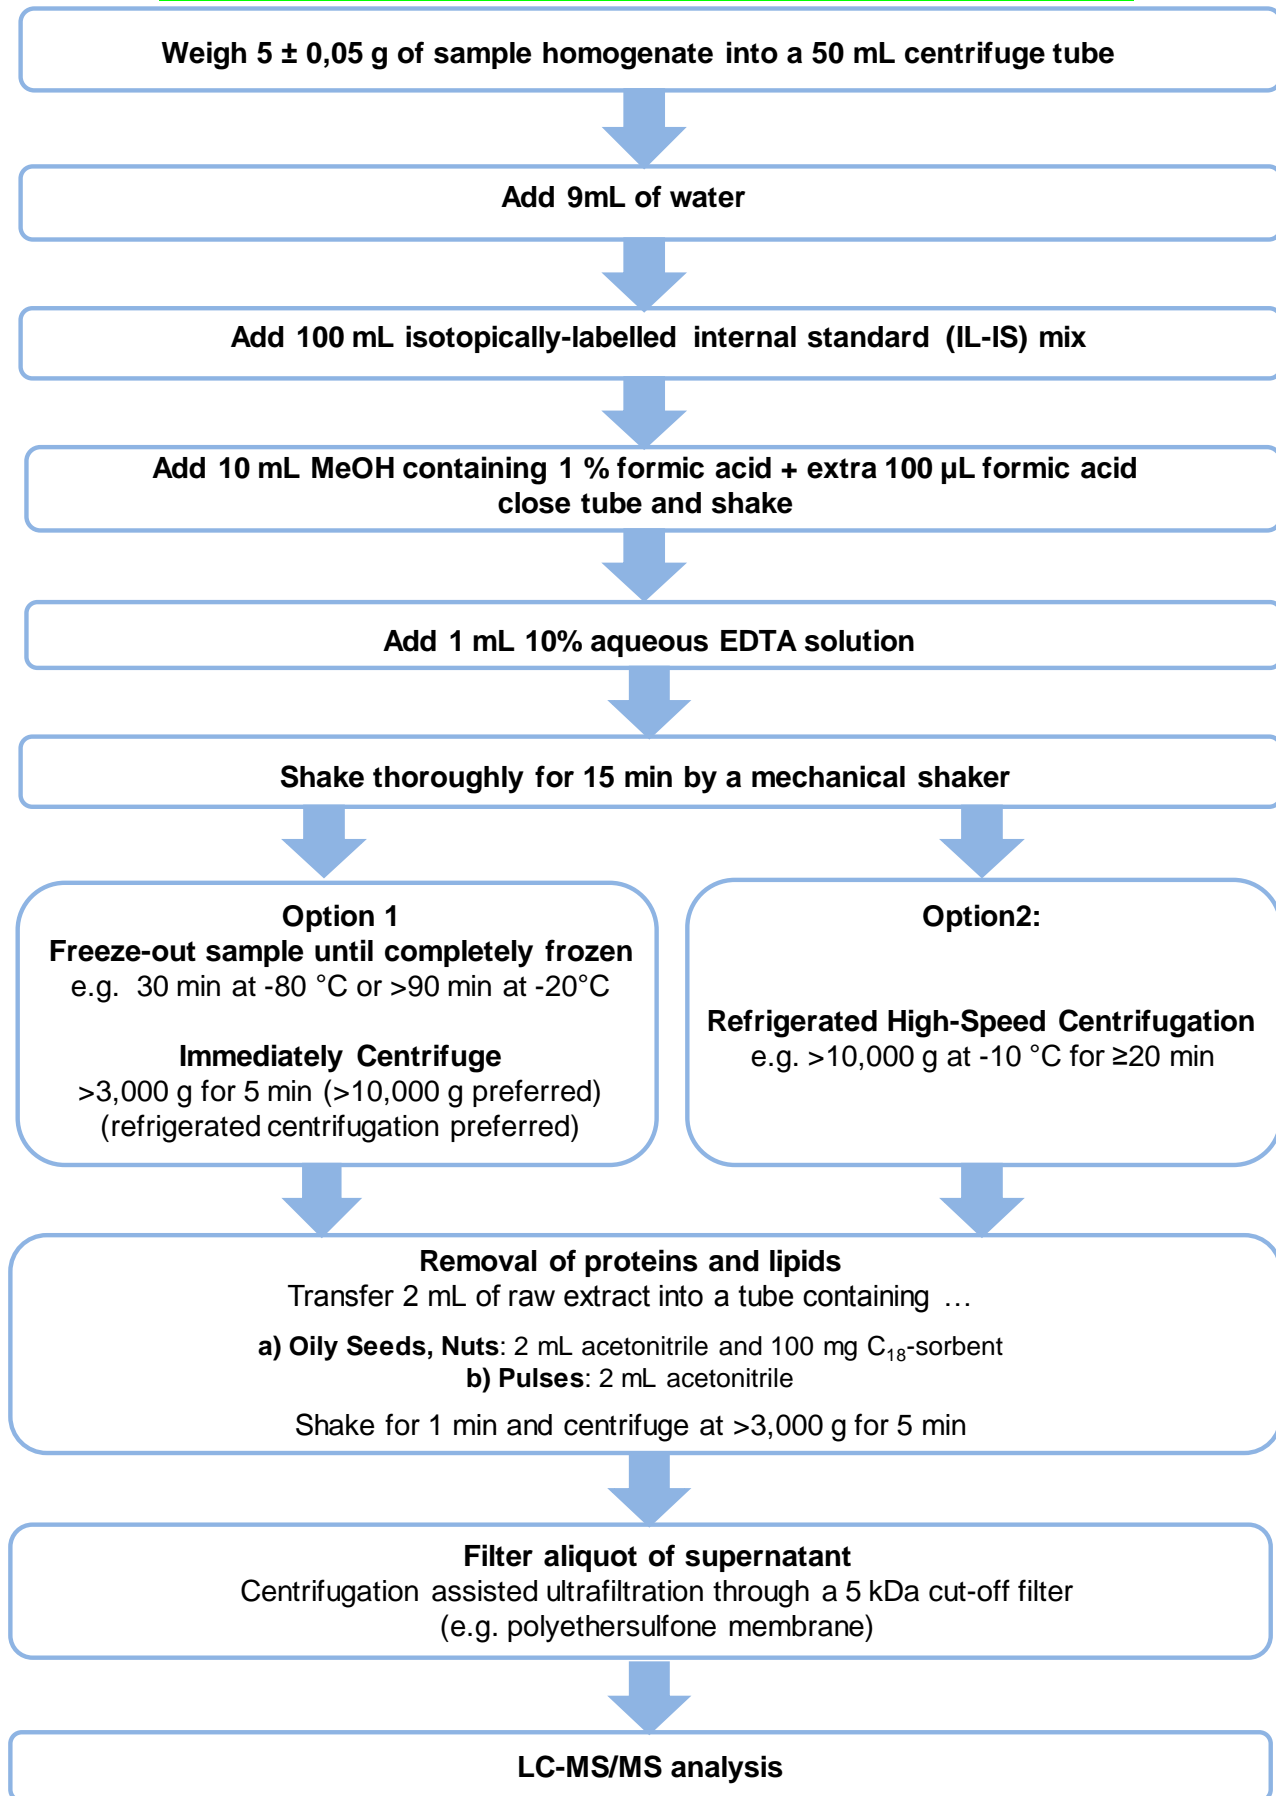 Weigh 5 ± 0,05 g of sample homogenate into a 50 mL centrifuge tube
Add 9mL of water
Add 100 mL isotopically-labelled internal standard (IL-IS) mix
Add 10 mL MeOH containing 1 % formic acid + extra 100 µL formic acid
close tube and shake
Add 1 mL 10% aqueous EDTA solution
Shake thoroughly for 15 min by a mechanical shaker
Option 1
Freeze-out sample until completely frozen
e.g. 30 min at -80 °C or >90 min at -20°C
Immediately Centrifuge
>3,000 g for 5 min (>10,000 g preferred)
(refrigerated centrifugation preferred)
Option2:
Refrigerated High-Speed Centrifugation
e.g. >10,000 g at -10 °C for ≥20 min
Removal of proteins and lipids
Transfer 2 mL of raw extract into a tube containing …
a) Oily Seeds, Nuts: 2 mL acetonitrile and 100 mg C₁₈-sorbent
b) Pulses: 2 mL acetonitrile
Shake for 1 min and centrifuge at >3,000 g for 5 min
Filter aliquot of supernatant
Centrifugation assisted ultrafiltration through a 5 kDa cut-off filter
(e.g. polyethersulfone membrane)
LC-MS/MS analysis